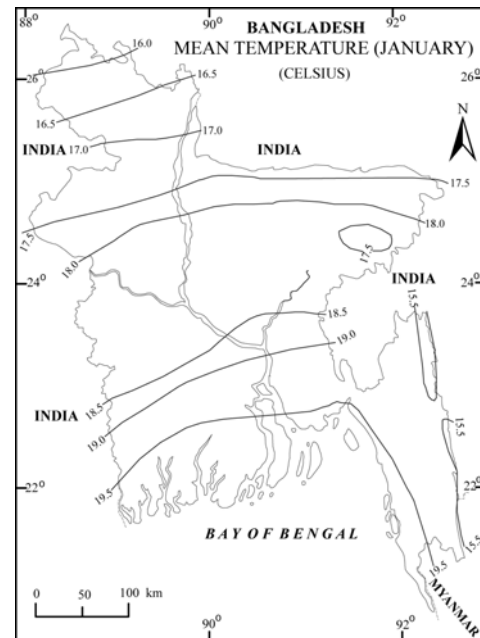 88°
90°
92°
BANGLADESH
MEAN TEMPERATURE (JANUARY)
(CELSIUS)
26°
26°
16.0
16.5
16.5
17.0
N
INDIA
17.0
INDIA
17.5
17.5
18.0
18.0
17.5
24°
INDIA
24°
15.5
18.5
19.0
18.5
INDIA
19.0
15.5
19.5
22°
22°
BAY OF BENGAL
15.5
19.5
MYANMAR
0 50 100 km
90°
92°